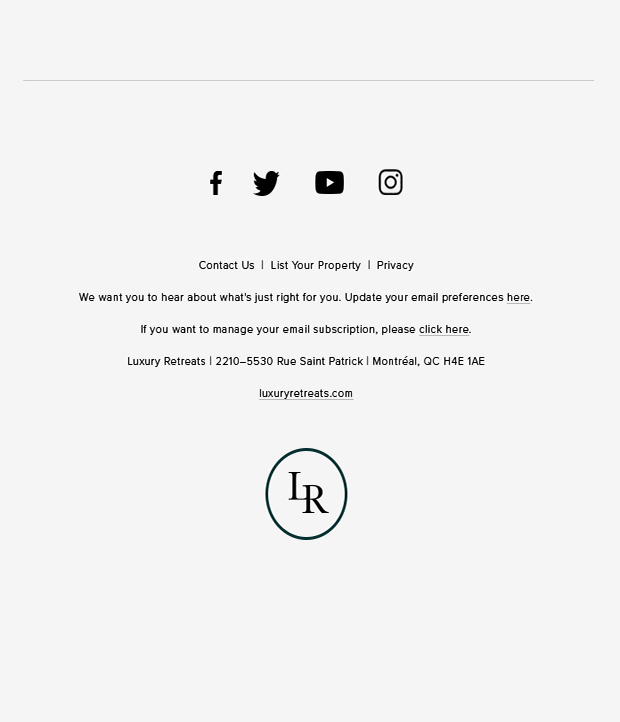 Contact Us | List Your Property | Privacy
We want you to hear about what's just right for you. Update your email preferences here.
If you want to manage your email subscription, please click here.
Luxury Retreats | 2210–5530 Rue Saint Patrick | Montréal, QC H4E 1AE
luxuryretreats.com
LR